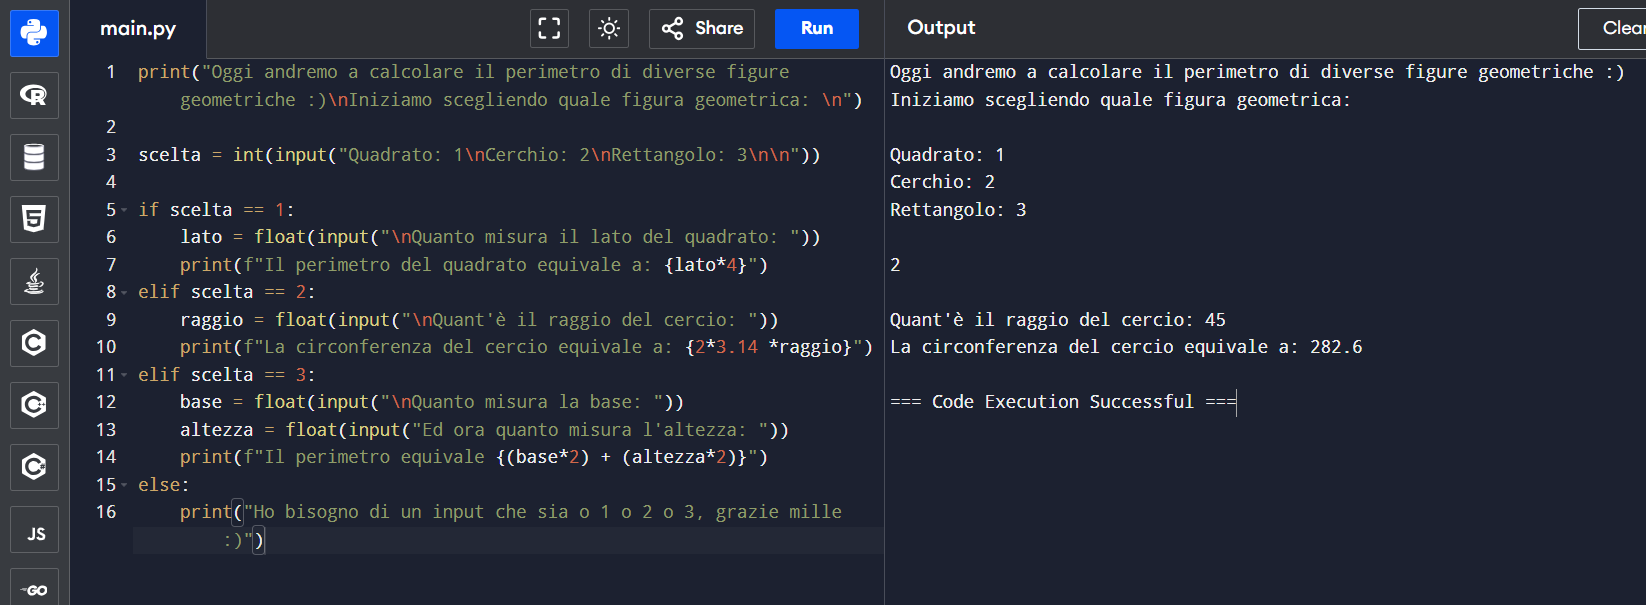 main.py
Share
Run
Output
Clear
1 print("Oggi andremo a calcolare il perimetro di diverse figure
geometriche :)\nIniziamo scegliendo quale figura geometrica: \n")
2
3 scelta = int(input("Quadrato: 1\nCerchio: 2\nRettangolo: 3\n\n"))
4
5 if scelta == 1:
6 lato = float(input("\nQuanto misura il lato del quadrato: "))
7 print(f"Il perimetro del quadrato equivale a: {lato*4}")
8 elif scelta == 2:
9 raggio = float(input("\nQuant'è il raggio del cercio: "))
10 print(f"La circonferenza del cercio equivale a: {2*3.14 *raggio}")
11 elif scelta == 3:
12 base = float(input("\nQuanto misura la base: "))
13 altezza = float(input("Ed ora quanto misura l'altezza: "))
14 print(f"Il perimetro equivale {(base*2) + (altezza*2)}")
15 else:
16 print("Ho bisogno di un input che sia o 1 o 2 o 3, grazie mille
:)")
Oggi andremo a calcolare il perimetro di diverse figure geometriche :)
Iniziamo scegliendo quale figura geometrica:
Quadrato: 1
Cerchio: 2
Rettangolo: 3
2
Quant'è il raggio del cercio: 45
La circonferenza del cercio equivale a: 282.6
=== Code Execution Successful ===
R
5
C
C++
C#
JS
GO